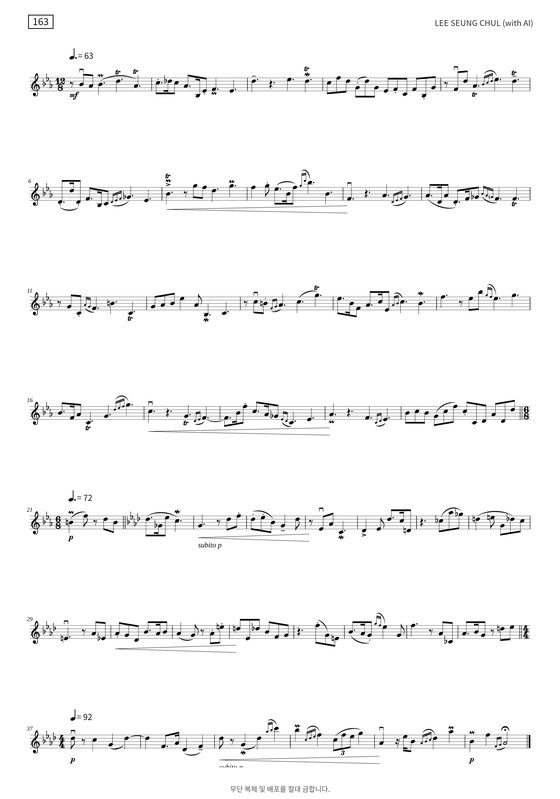 163
LEE SEUNG CHUL (with AI)
♩. = 63
mf
6
11
16
21
♩. = 72
p
subito p
29
37
♩ = 92
p
3
p
무단 복제 및 배포를 절대 금합니다.